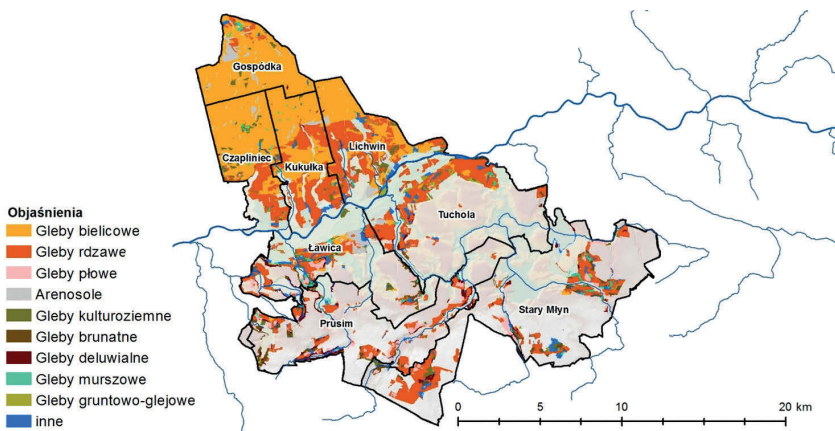 Gospódka
Czapliniec
Kukułka
Lichwin
Tuchola
Ławica
Prusim
Stary Młyn
Objaśnienia
Gleby bielicowe
Gleby rdzawe
Gleby płowe
Arenosole
Gleby kulturoziemne
Gleby brunatne
Gleby deluwialne
Gleby murszowe
Gleby gruntowo-glejowe
inne
0 5 10 20 km